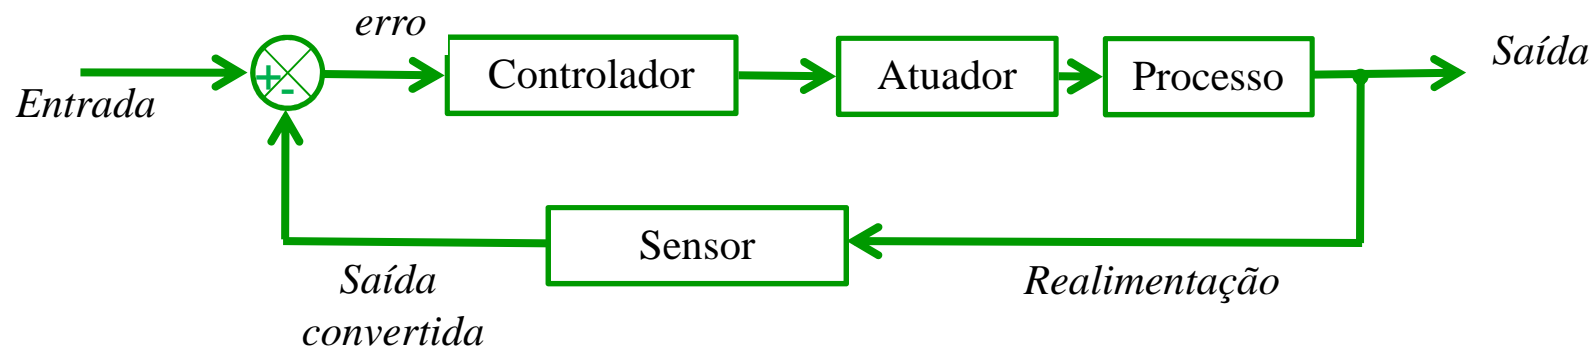 erro
Entrada
+
-
Controlador
Atuador
Processo
Saída
Sensor
Saída
convertida
Realimentação